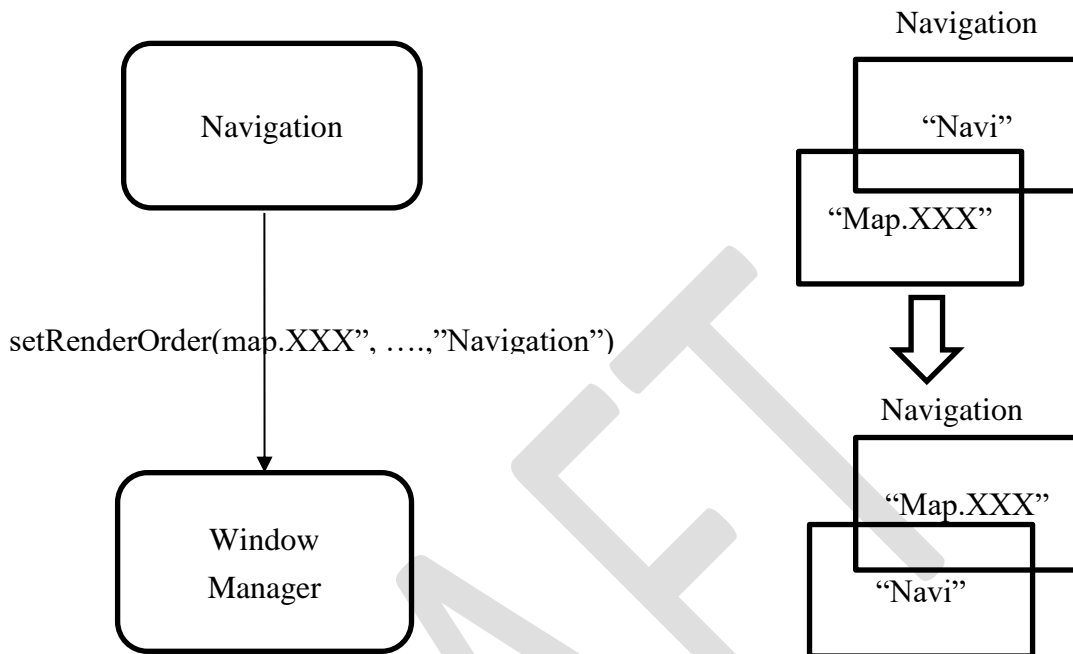 Navigation
setRenderOrder(map.XXX”, ….,”Navigation”)
Window
Manager
Navigation
“Navi”
“Map.XXX”
Navigation
“Map.XXX”
“Navi”